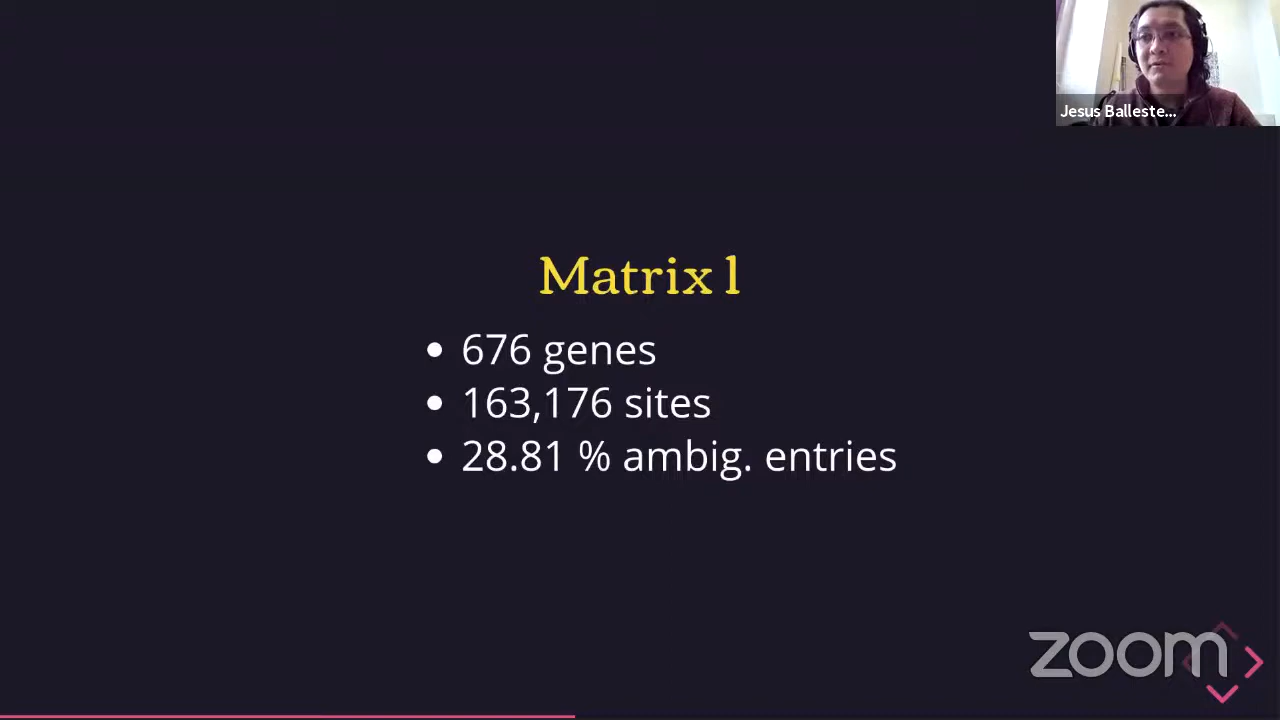 Jesus Balleste...
Matrix 1
• 676 genes
• 163,176 sites
• 28.81 % ambig. entries
zoom